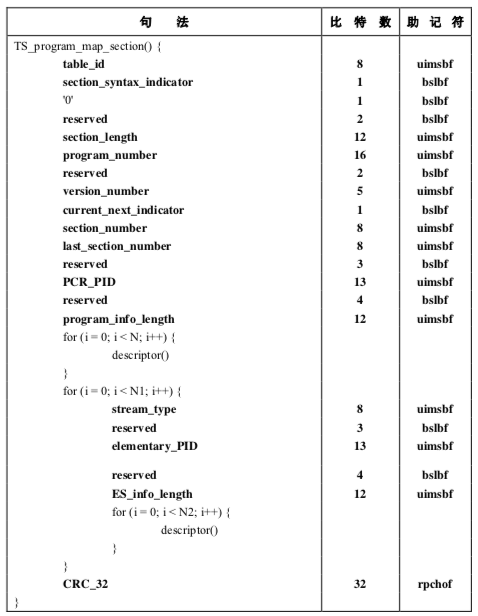 句 法 比 特 数 助 记 符
TS_program_map_section() {
table_id 8 uimsbf
section_syntax_indicator 1 bslbf
'0' 1 bslbf
reserved 2 bslbf
section_length 12 uimsbf
program_number 16 uimsbf
reserved 2 bslbf
version_number 5 uimsbf
current_next_indicator 1 bslbf
section_number 8 uimsbf
last_section_number 8 uimsbf
reserved 3 bslbf
PCR_PID 13 uimsbf
reserved 4 bslbf
program_info_length 12 uimsbf
for (i = 0; i < N; i++) {
descriptor()
}
for (i = 0; i < N1; i++) {
stream_type 8 uimsbf
reserved 3 bslbf
elementary_PID 13 uimsbf
reserved 4 bslbf
ES_info_length 12 uimsbf
for (i = 0; i < N2; i++) {
descriptor()
}
}
CRC_32 32 rpchof
}